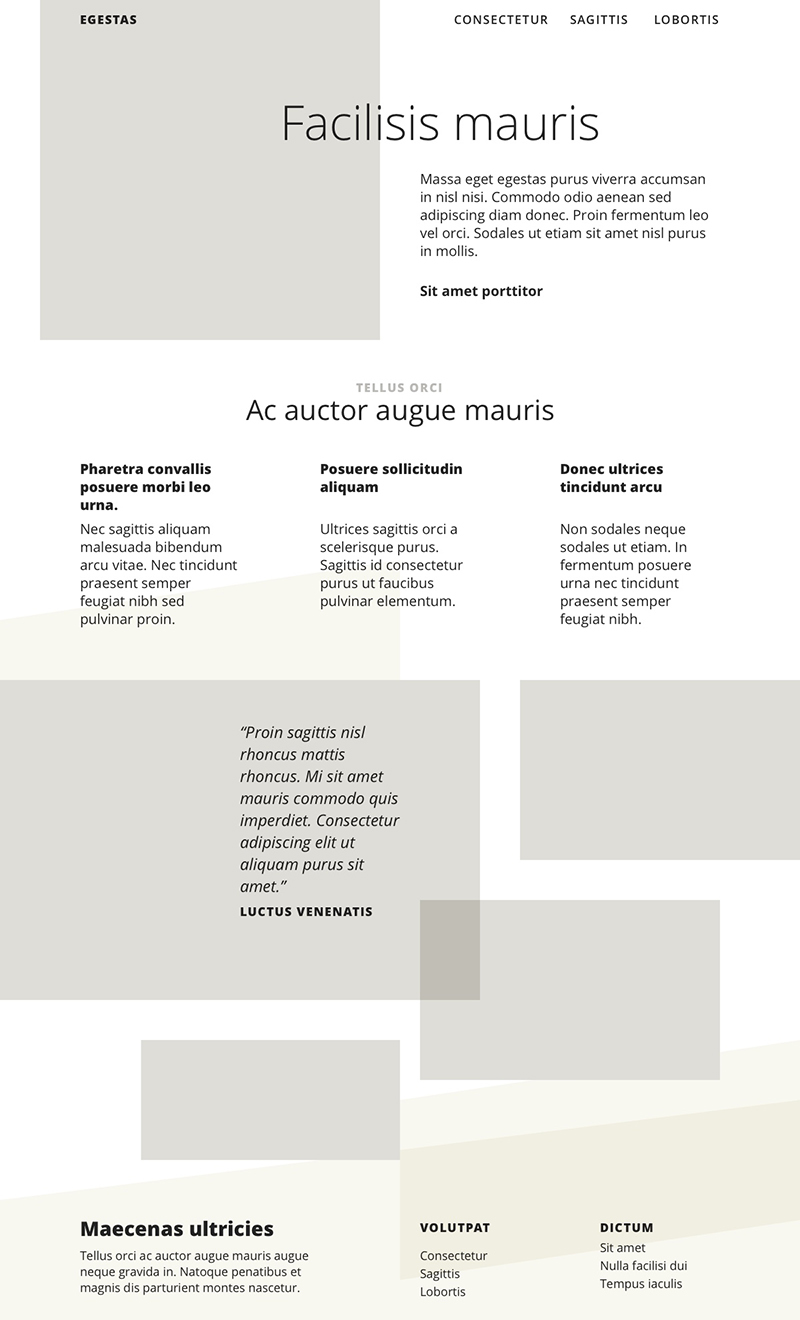 EGESTAS
CONSECTETUR SAGITTIS LOBORTIS
Facilisis mauris
Massa eget egestas purus viverra accumsan
in nisl nisi. Commodo odio aenean sed
adipiscing diam donec. Proin fermentum leo
vel orci. Sodales ut etiam sit amet nisl purus
in mollis.
Sit amet porttitor
TELLUS ORCI
Ac auctor augue mauris
Pharetra convallis
posuere morbi leo
urna.
Nec sagittis aliquam
malesuada bibendum
arcu vitae. Nec tincidunt
praesent semper
feugiat nibh sed
pulvinar proin.
Posuere sollicitudin
aliquam
Ultrices sagittis orci a
scelerisque purus.
Sagittis id consectetur
purus ut faucibus
pulvinar elementum.
Donec ultrices
tincidunt arcu
Non sodales neque
sodales ut etiam. In
fermentum posuere
urna nec tincidunt
praesent semper
feugiat nibh.
“Proin sagittis nisl
rhoncus mattis
rhoncus. Mi sit amet
mauris commodo quis
imperdiet. Consectetur
adipiscing elit ut
aliquam purus sit
amet.”
LUCTUS VENENATIS
Maecenas ultricies
Tellus orci ac auctor augue mauris augue
neque gravida in. Natoque penatibus et
magnis dis parturient montes nascetur.
VOLUTPAT
Consectetur
Sagittis
Lobortis
DICTUM
Sit amet
Nulla facilisi dui
Tempus iaculis